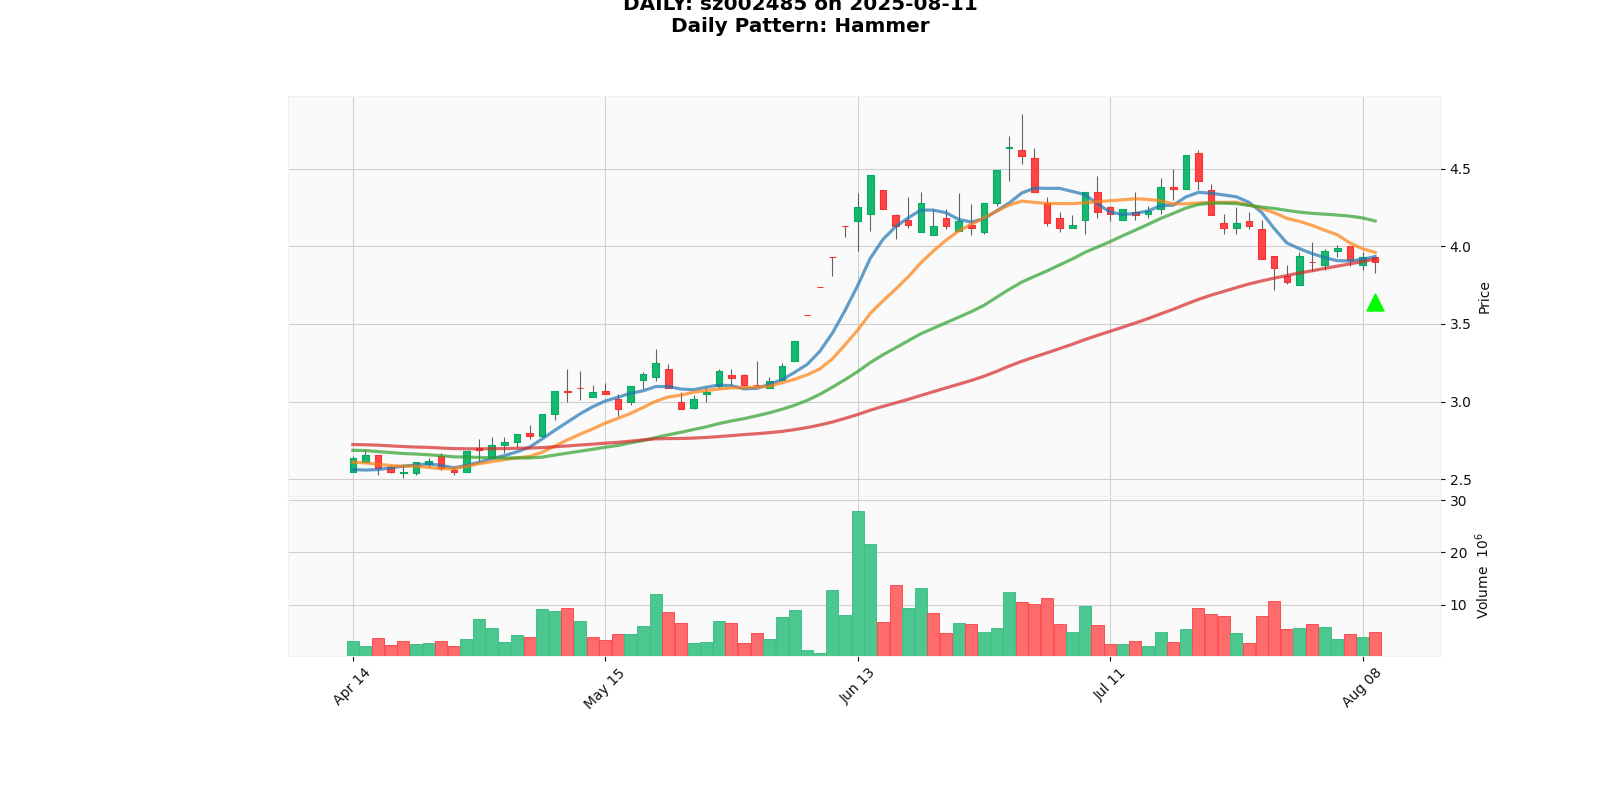 DAILY: sz002485 on 2025-08-11
Daily Pattern: Hammer
4.5
4.0
3.5
3.0
2.5
Price
30
20
10
Volume 10^6
Apr 14
May 15
Jun 13
Jul 11
Aug 08